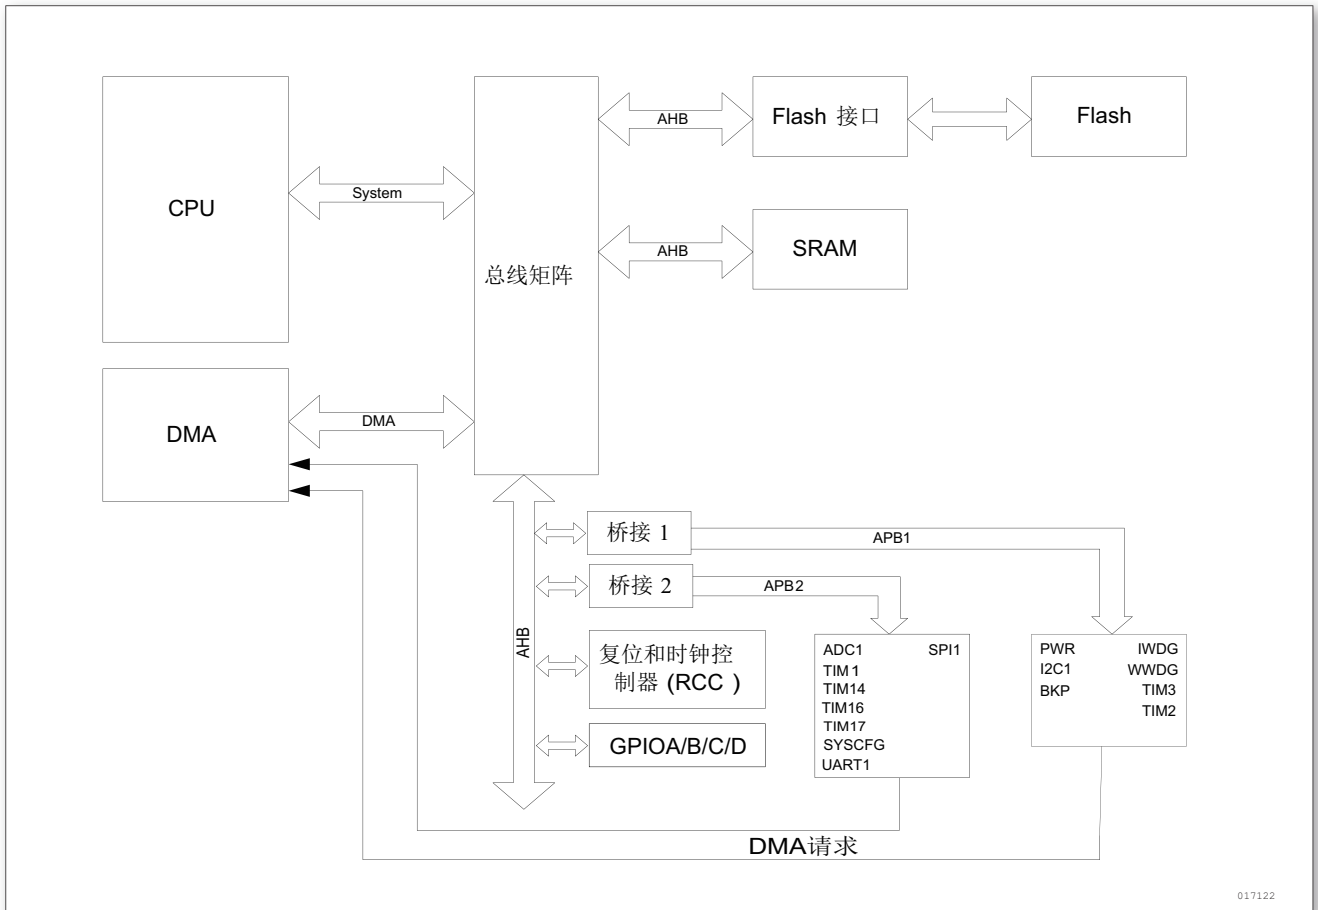 CPU
System
总线矩阵
AHB
Flash 接口
Flash
AHB
SRAM
DMA
DMA
AHB
桥接 1
APB1
桥接 2
APB2
复位和时钟控
制器 (RCC )
GPIOA/B/C/D
ADC1 SPI1
TIM1
TIM14
TIM16
TIM17
SYSCFG
UART1
PWR IWDG
I2C1 WWDG
BKP TIM3
TIM2
DMA请求
017122